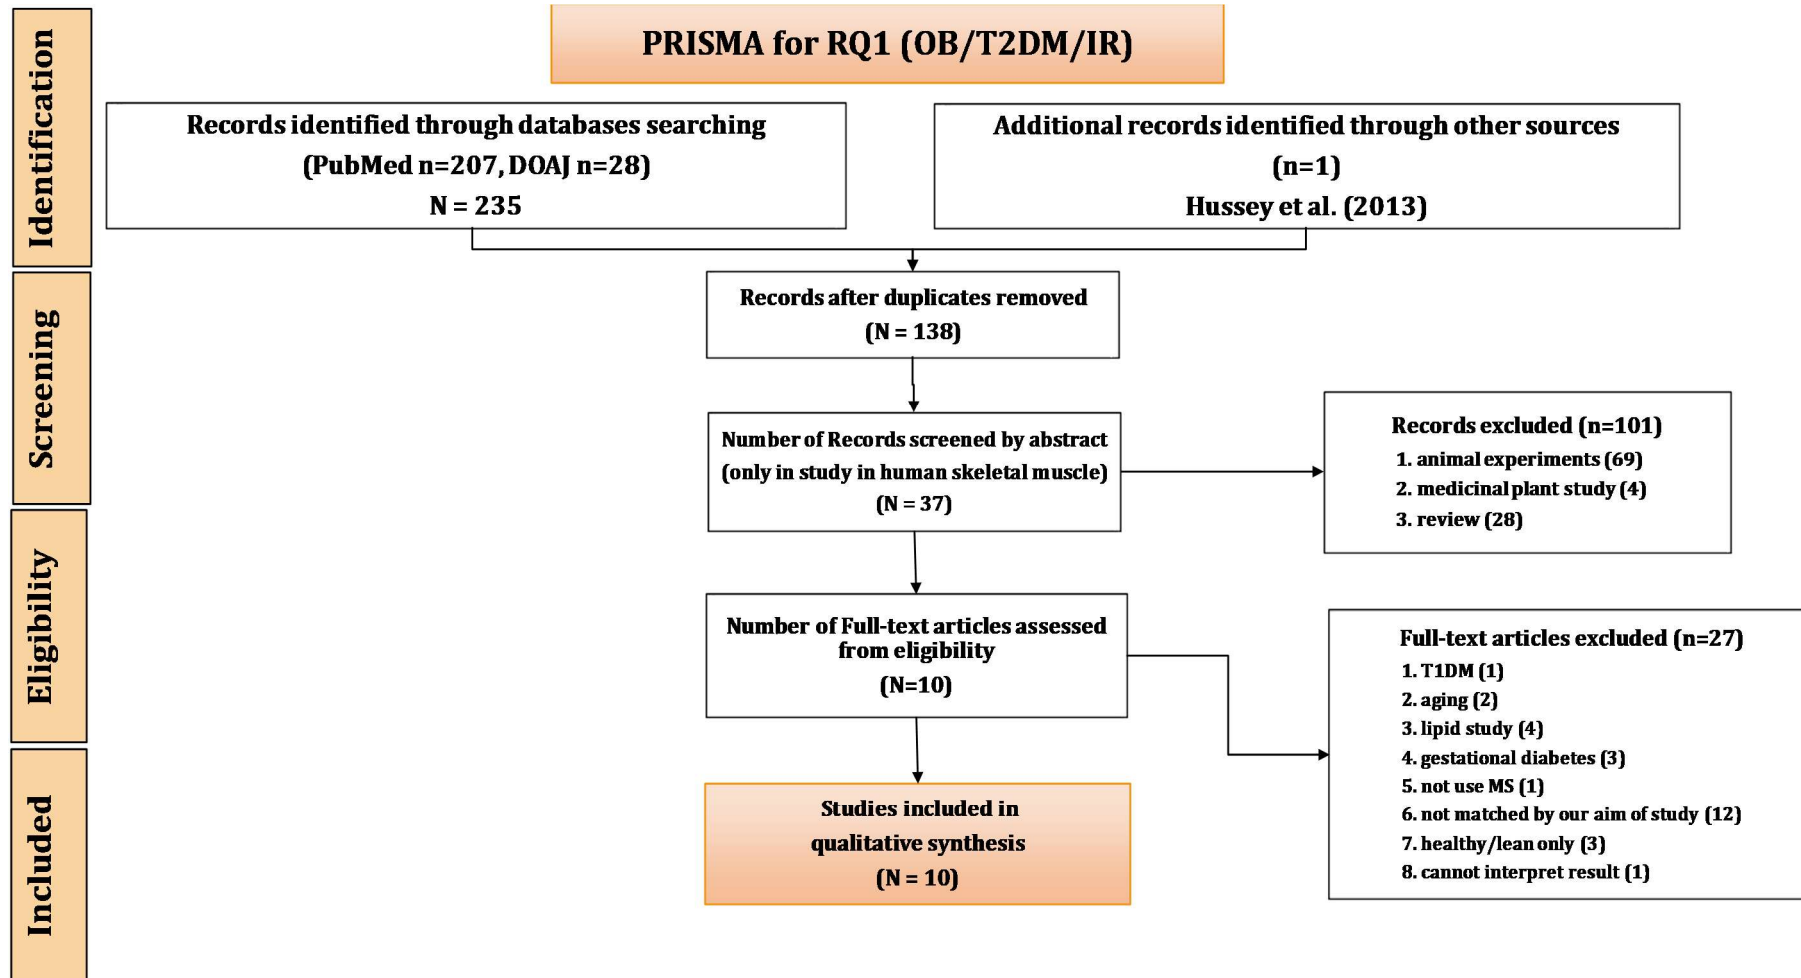 PRISMA for RQ1 (OB/T2DM/IR)
Identification
Records identified through databases searching
(PubMed n=207, DOAJ n=28)
N = 235
Additional records identified through other sources
(n=1)
Hussey et al. (2013)
Screening
Records after duplicates removed
(N = 138)
Number of Records screened by abstract
(only in study in human skeletal muscle)
(N = 37)
Records excluded (n=101)
1. animal experiments (69)
2. medicinal plant study (4)
3. review (28)
Eligibility
Number of Full-text articles assessed
from eligibility
(N=10)
Full-text articles excluded (n=27)
1. T1DM (1)
2. aging (2)
3. lipid study (4)
4. gestational diabetes (3)
5. not use MS (1)
6. not matched by our aim of study (12)
7. healthy/lean only (3)
8. cannot interpret result (1)
Included
Studies included in
qualitative synthesis
(N = 10)